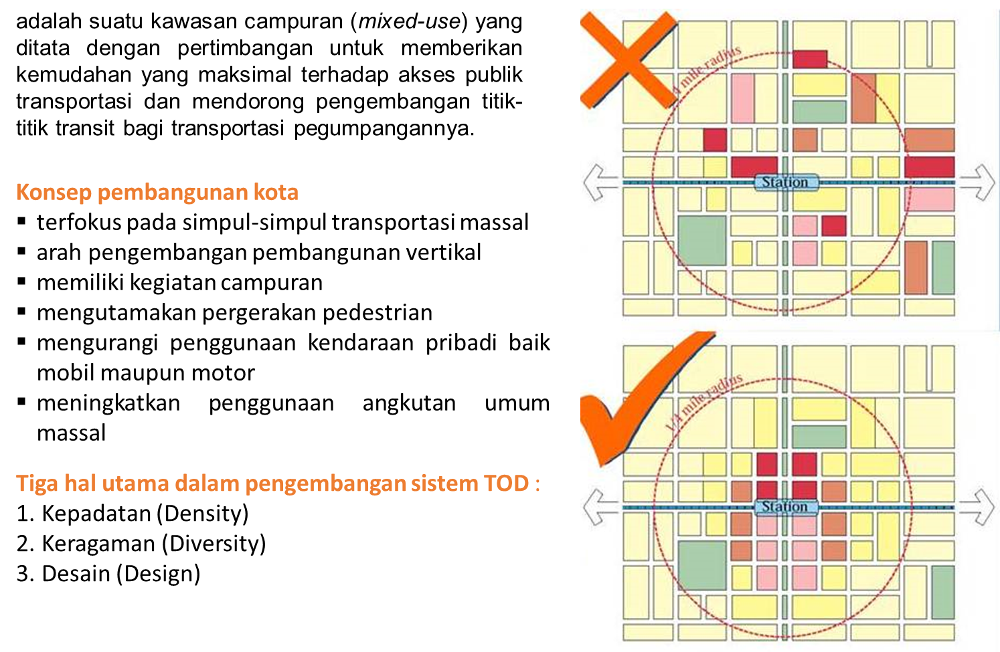 adalah suatu kawasan campuran (mixed-use) yang
ditata dengan pertimbangan untuk memberikan
kemudahan yang maksimal terhadap akses publik
transportasi dan mendorong pengembangan titik-
titik transit bagi transportasi pegumpangannya.
Konsep pembangunan kota
▪ terfokus pada simpul-simpul transportasi massal
▪ arah pengembangan pembangunan vertikal
▪ memiliki kegiatan campuran
▪ mengutamakan pergerakan pedestrian
▪ mengurangi penggunaan kendaraan pribadi baik
mobil maupun motor
▪ meningkatkan penggunaan angkutan umum
massal
Tiga hal utama dalam pengembangan sistem TOD :
1. Kepadatan (Density)
2. Keragaman (Diversity)
3. Desain (Design)
mile radius
Station
1/4 mile radius
Station